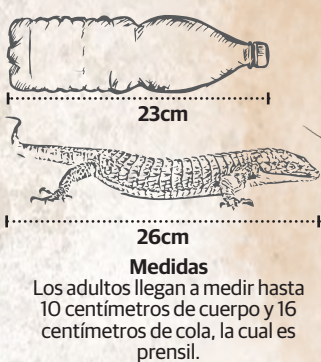 23cm
26cm
Medidas
Los adultos llegan a medir hasta
10 centímetros de cuerpo y 16
centímetros de cola, la cual es
prensil.